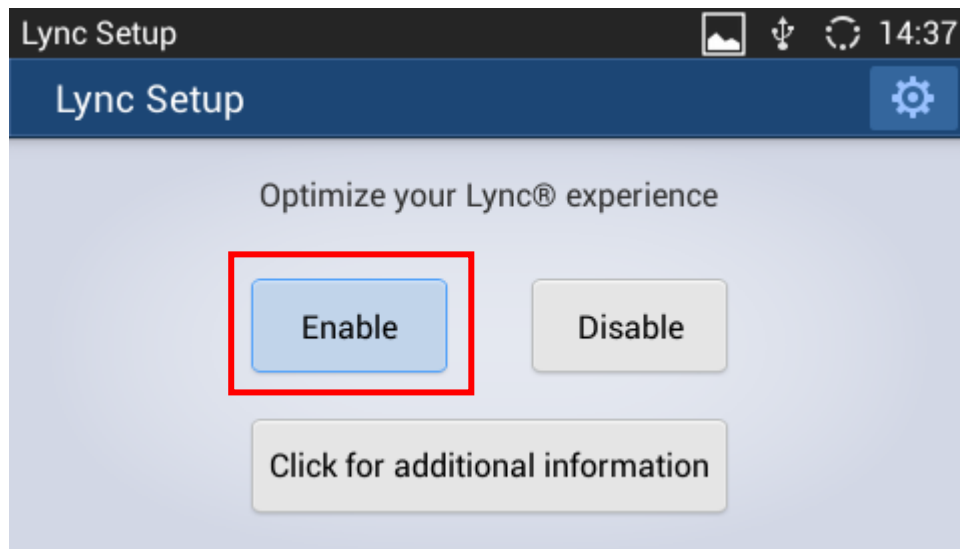 Lync Setup 14:37
Lync Setup
Optimize your Lync® experience
Enable Disable
Click for additional information